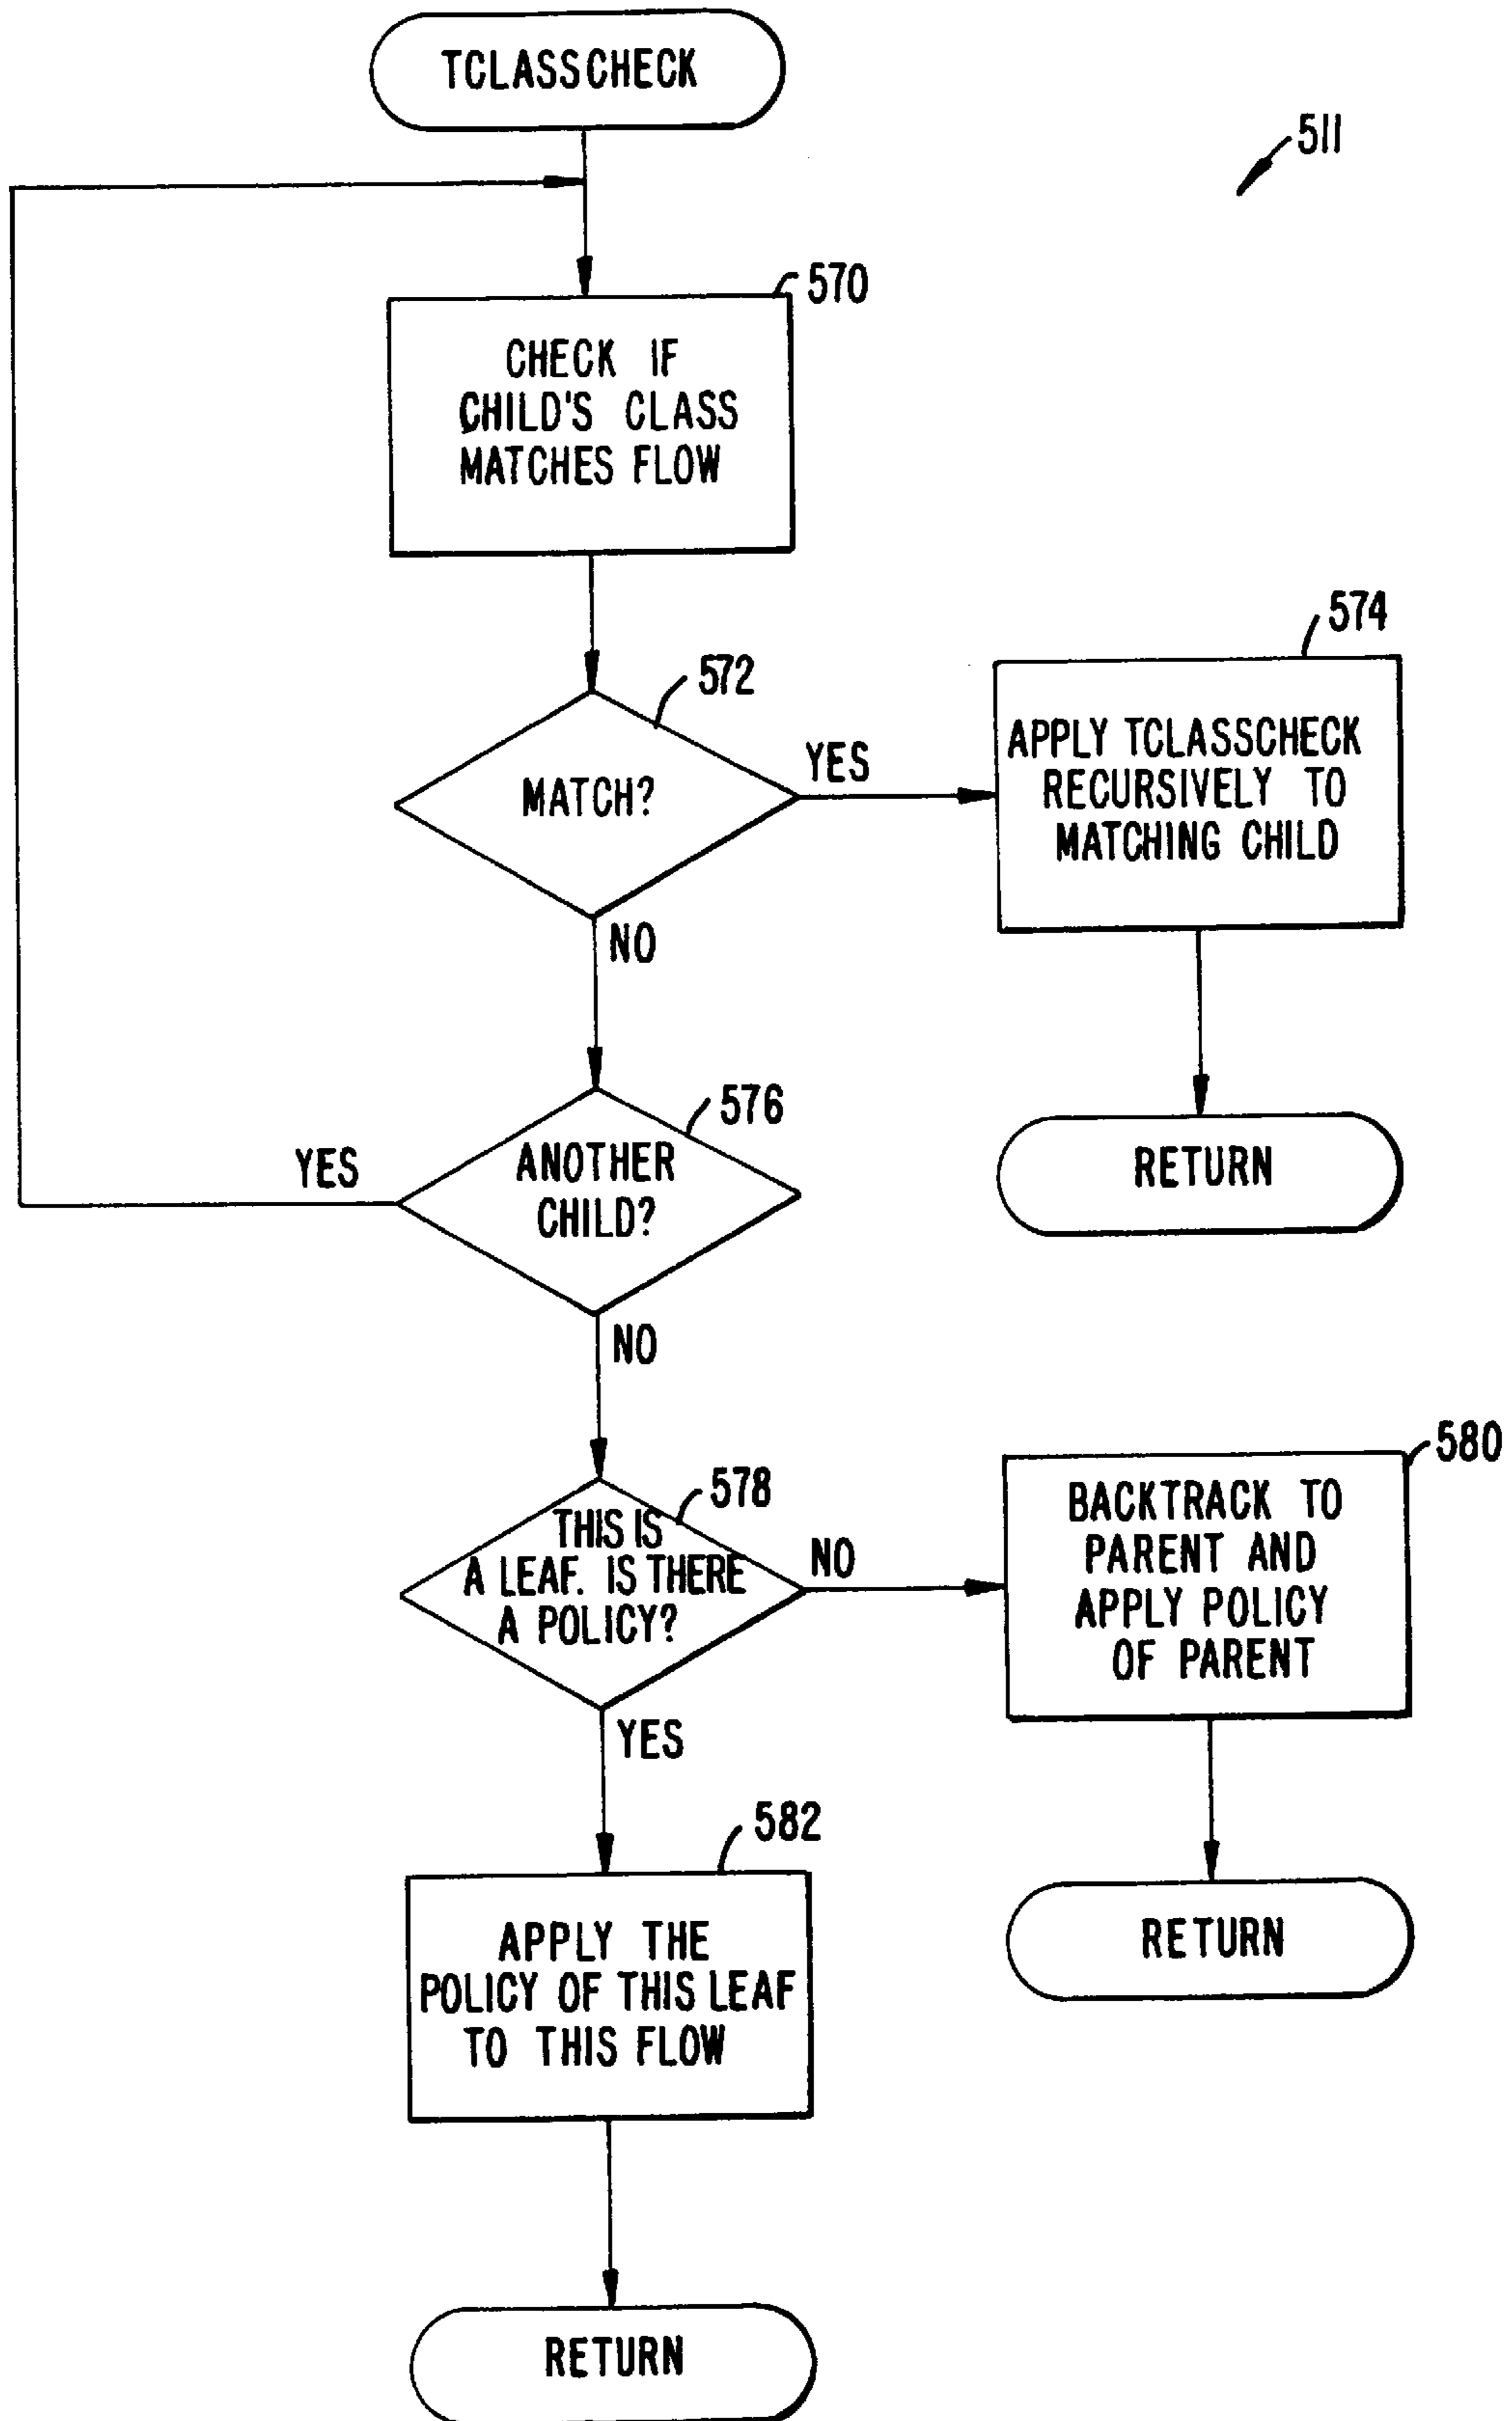 TCLASSCHECK
511
570
CHECK IF
CHILD'S CLASS
MATCHES FLOW
572
MATCH?
YES
574
APPLY TCLASSCHECK
RECURSIVELY TO
MATCHING CHILD
NO
RETURN
576
ANOTHER
CHILD?
YES
NO
578
THIS IS
A LEAF. IS THERE
A POLICY?
NO
580
BACKTRACK TO
PARENT AND
APPLY POLICY
OF PARENT
YES
RETURN
582
APPLY THE
POLICY OF THIS LEAF
TO THIS FLOW
RETURN